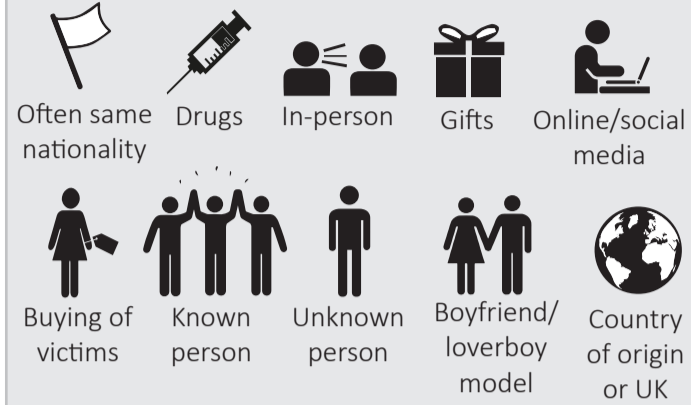 Often same
nationality
Drugs
In-person
Gifts
Online/social
media
Buying of
victims
Known
person
Unknown
person
Boyfriend/
loverboy
model
Country
of origin
or UK